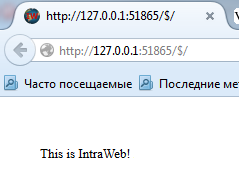 http://127.0.0.1:51865/$/
http://127.0.0.1:51865/$/
Часто посещаемые Последние мет
This is IntraWeb!